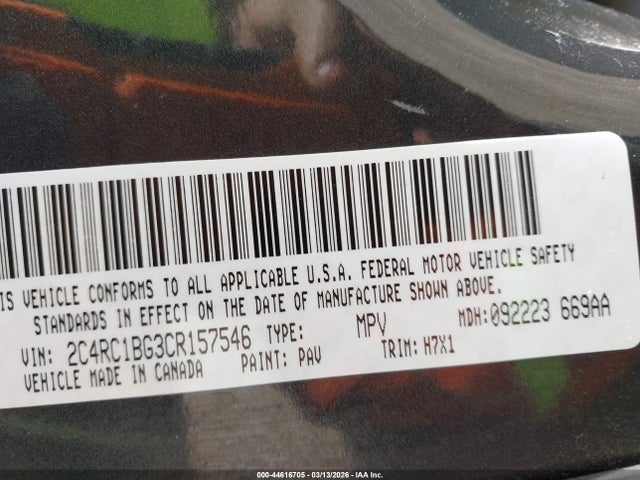 IS VEHICLE CONFORMS TO ALL APPLICABLE U.S.A. FEDERAL MOTOR VEHICLE SAFETY
STANDARDS IN EFFECT ON THE DATE OF MANUFACTURE SHOWN ABOVE.
VIN: 2C4RC1BG3CR157546 TYPE: MPV MDH: 092223 669AA
VEHICLE MADE IN CANADA PAINT: PAV TRIM: H7X1
000-44616705 - 03/13/2026 - IAA Inc.